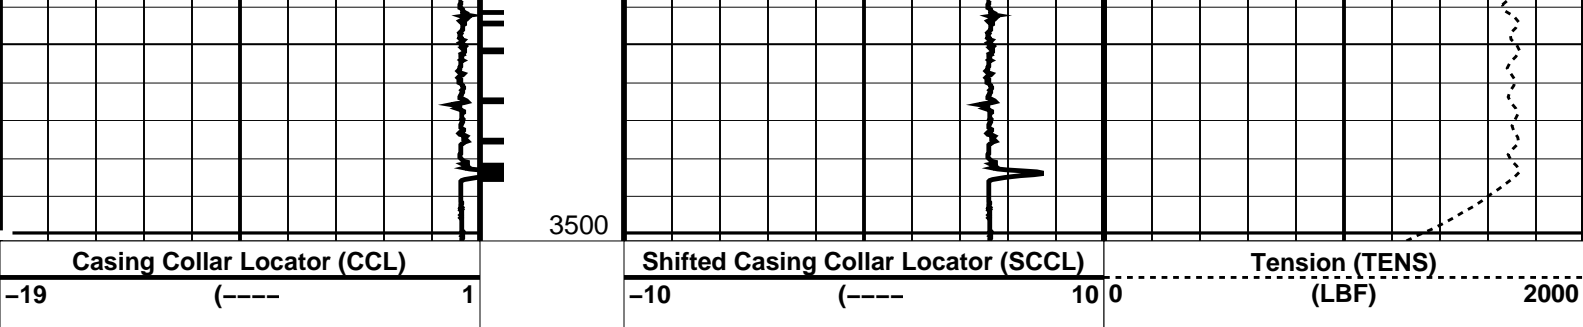 3500
Casing Collar Locator (CCL) Shifted Casing Collar Locator (SCCL) Tension (TENS)
−19 (−−−− 1 −10 (−−−− 10 0 (LBF) 2000